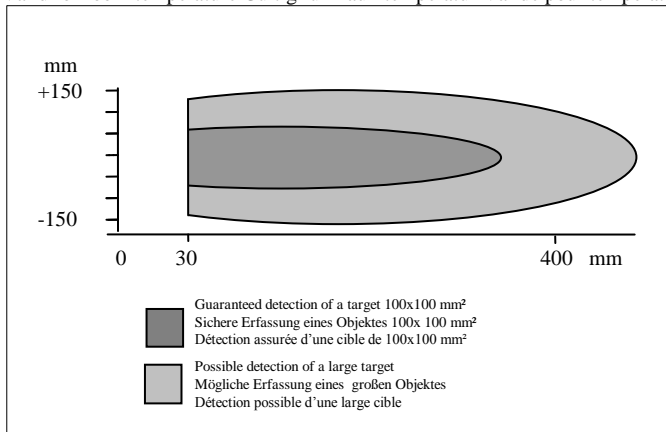 mm
+150
-150
0 30 400 mm
Guaranteed detection of a target 100x100 mm²
Sichere Erfassung eines Objektes 100x 100 mm²
Détection assurée d’une cible de 100x100 mm²
Possible detection of a large target
Mögliche Erfassung eines großen Objektes
Détection possible d’une large cible